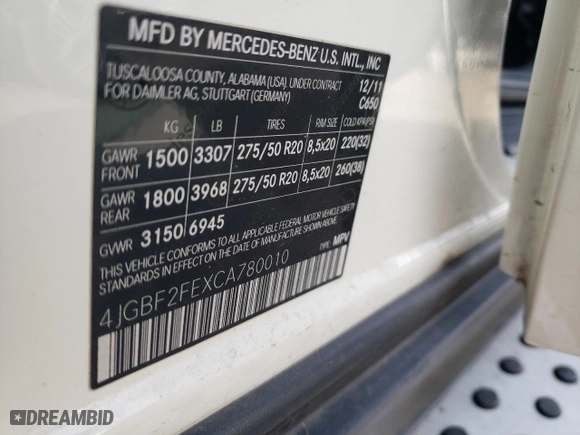 MFD BY MERCEDES-BENZ U.S. INTL., INC
TUSCALOOSA COUNTY, ALABAMA (USA). UNDER CONTRACT 12/11
FOR DAIMLER AG, STUTTGART (GERMANY) C650
KG LB TIRES RIM SIZE COLD KPA(PSI)
GAWR FRONT 1500 3307 275/50 R20 8,5x20 220(32)
GAWR REAR 1800 3968 275/50 R20 8,5x20 260(38)
GVWR 3150 6945
THIS VEHICLE CONFORMS TO ALL APPLICABLE FEDERAL MOTOR VEHICLE SAFETY
STANDARDS IN EFFECT ON THE DATE OF MANUFACTURE SHOWN ABOVE.
4JGBF2FEXCA780010 TYPE: MPV
DREAMBID